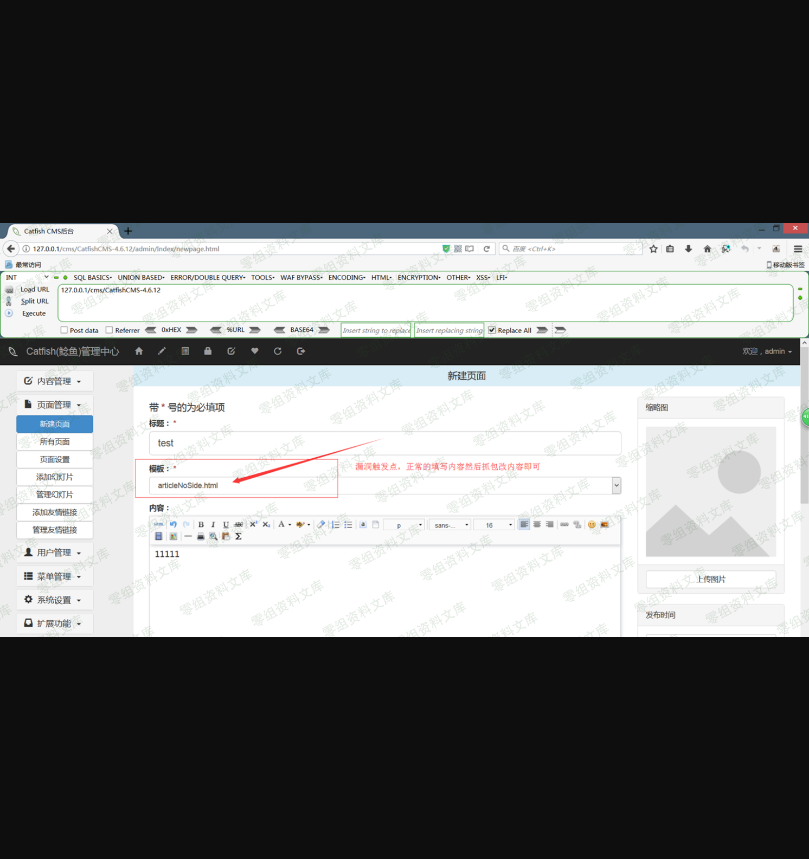 Catfish CMS后台
127.0.0.1/cms/CatfishCMS-4.6.12/admin/Index/newpage.html
百度 <Ctrl+K>
最常访问
移动版书签
INT
SQL BASICS UNION BASED ERROR/DOUBLE QUERY TOOLS WAF BYPASS ENCODING HTML ENCRYPTION OTHER XSS LFI
Load URL
127.0.0.1/cms/CatfishCMS-4.6.12
Split URL
Execute
Post data Referrer 0xHEX %URL BASE64 Insert string to replace Insert replacing string Replace All
Catfish(鲶鱼)管理中心
欢迎 , admin
内容管理
新建页面
页面管理
新建页面
所有页面
页面设置
添加幻灯片
管理幻灯片
添加友情链接
管理友情链接
用户管理
菜单管理
系统设置
扩展功能
带 * 号的为必填项
标题： *
test
模板： *
漏洞触发点，正常的填写内容然后抓包改内容即可
articleNoSide.html
内容：
HTML B I U ABC X² X₂ A
p sans-... 16
Σ
11111
缩略图
上传图片
发布时间
零组资料文库